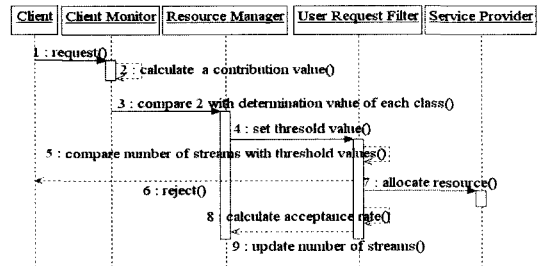 Client Client Monitor Resource Manager User Request Filter Service Provider
1 : request()
2 : calculate a contribution value()
3 : compare 2 with determination value of each class()
4 : set thresold value()
5 : compare number of streams with threshold values()
6 : reject()
7 : allocate resource()
8 : calculate acceptance rate()
9 : update number of streams()